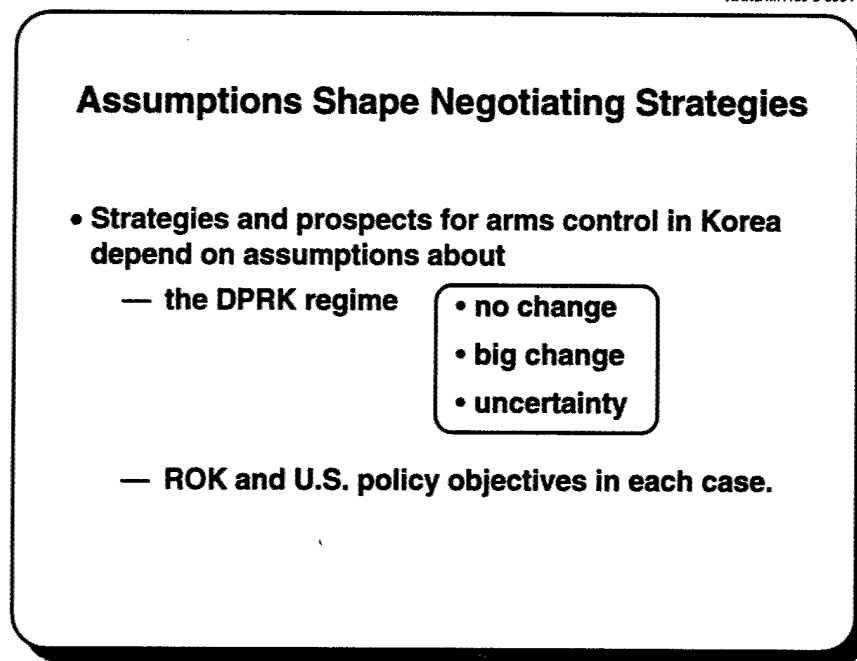 Assumptions Shape Negotiating Strategies
• Strategies and prospects for arms control in Korea
depend on assumptions about
— the DPRK regime
• no change
• big change
• uncertainty
— ROK and U.S. policy objectives in each case.